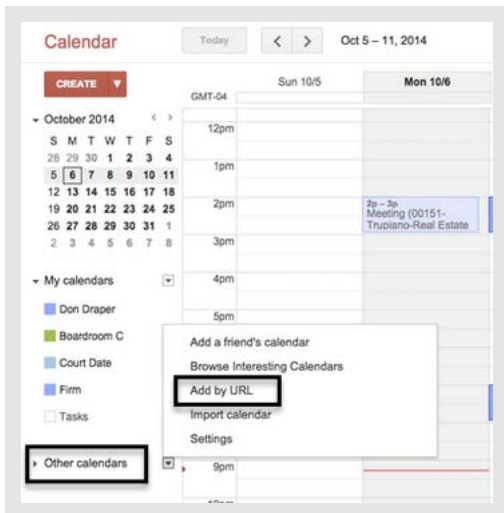 Calendar
Today < > Oct 5 – 11, 2014
CREATE
Sun 10/5 Mon 10/6
GMT-04
October 2014 < >
S M T W T F S
28 29 30 1 2 3 4
5 6 7 8 9 10 11
12 13 14 15 16 17 18
19 20 21 22 23 24 25
26 27 28 29 30 31 1
2 3 4 5 6 7 8
12pm
1pm
2pm
2p – 3p
Meeting (00151-
Trupiano-Real Estate
3pm
4pm
5pm
My calendars
Don Draper
Boardroom C
Court Date
Firm
Tasks
Other calendars
Add a friend's calendar
Browse Interesting Calendars
Add by URL
Import calendar
Settings
9pm
10pm